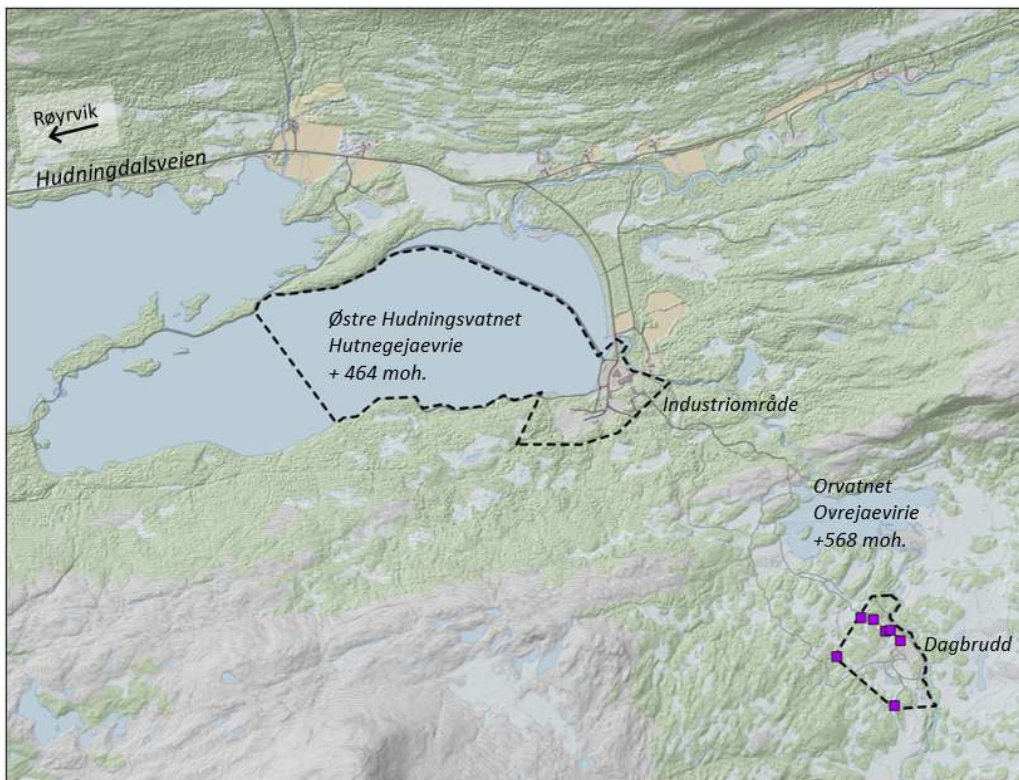 Røyrvik
Hudningdalsveien
Østre Hudningsvatnet
Hutnegejaevrie
+ 464 moh.
Industriområde
Orvatnet
Ovrejaevirie
+568 moh.
Dagbrudd